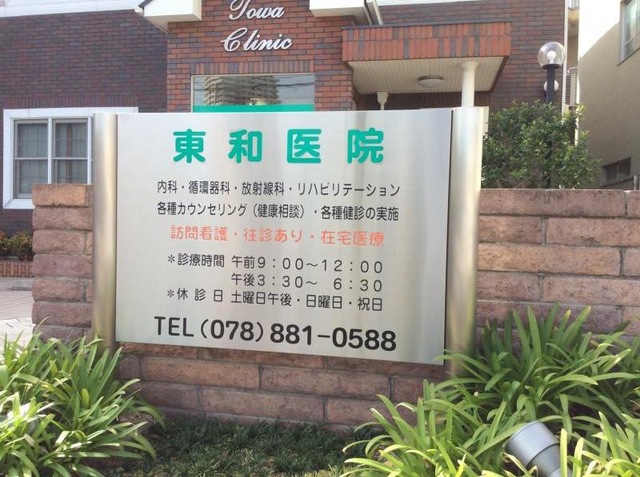 Towa
Clinic
東和医院
内科・循環器科・放射線科・リハビリテーション
各種カウンセリング（健康相談）・各種健診の実施
訪問看護・往診あり・在宅医療
＊診療時間 午前9：00〜12：00
午後3：30〜 6：30
＊休診日 土曜日午後・日曜日・祝日
TEL（078）881−0588